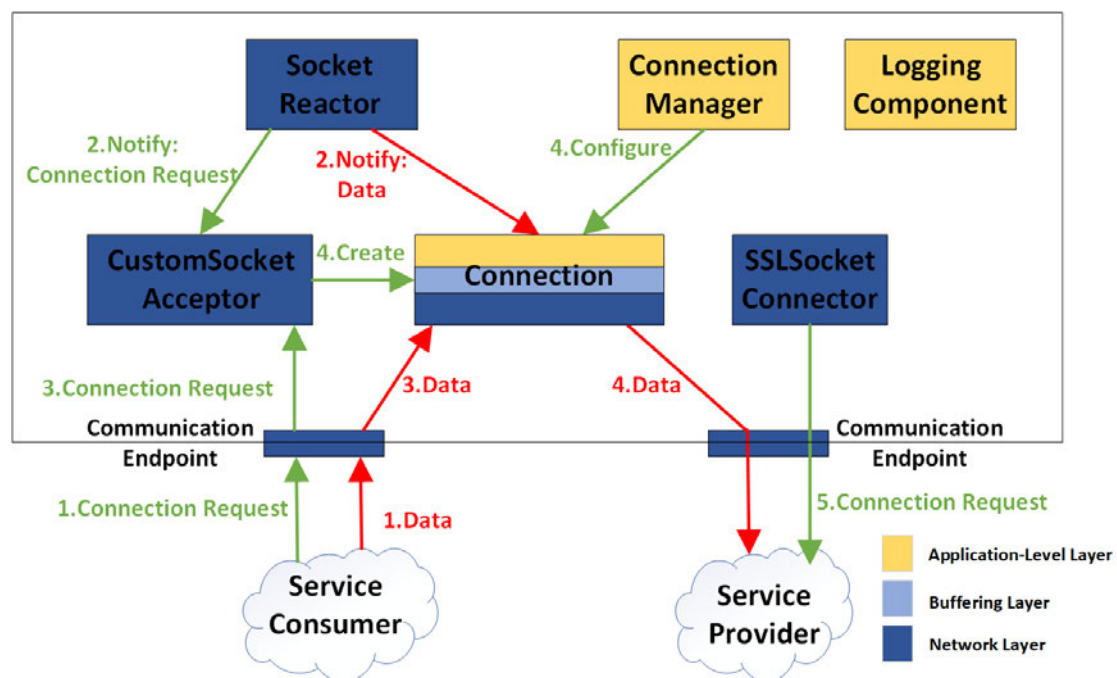 Socket
Reactor
Connection
Manager
Logging
Component
2.Notify:
Connection Request
2.Notify:
Data
4.Configure
CustomSocket
Acceptor
4.Create
Connection
SSLSocket
Connector
3.Connection Request
3.Data
4.Data
Communication
Endpoint
Communication
Endpoint
1.Connection Request
1.Data
5.Connection Request
Service
Consumer
Service
Provider
Application-Level Layer
Buffering Layer
Network Layer